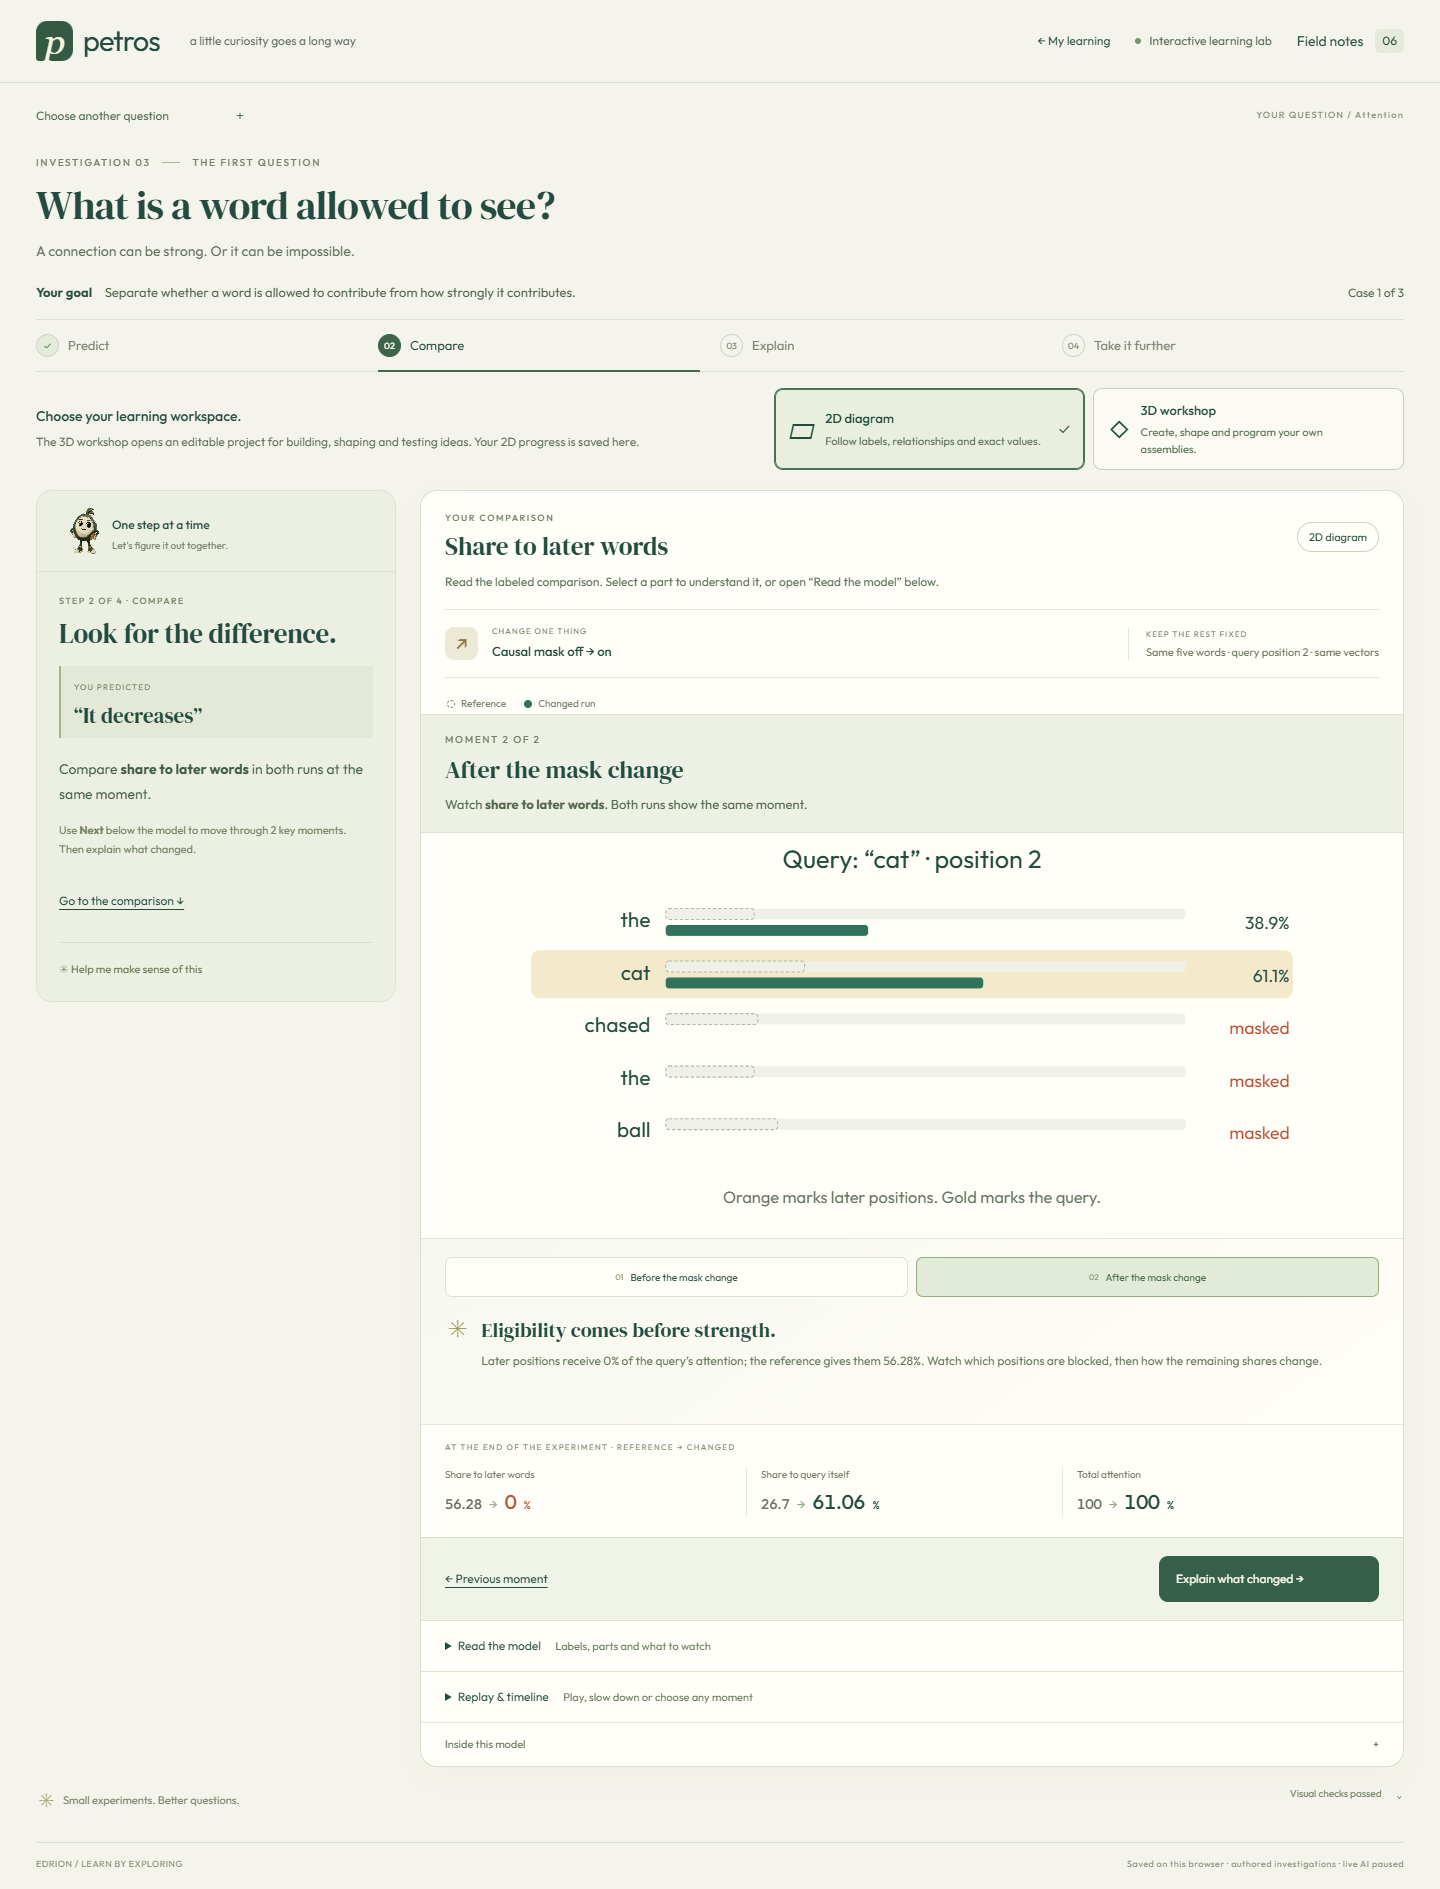 p petros
a little curiosity goes a long way
← My learning
Interactive learning lab
Field notes 06
Choose another question +
YOUR QUESTION / Attention
INVESTIGATION 03 — THE FIRST QUESTION
What is a word allowed to see?
A connection can be strong. Or it can be impossible.
Your goal Separate whether a word is allowed to contribute from how strongly it contributes.
Case 1 of 3
✓ Predict
02 Compare
03 Explain
04 Take it further
Choose your learning workspace.
The 3D workshop opens an editable project for building, shaping and testing ideas. Your 2D progress is saved here.
2D diagram
Follow labels, relationships and exact values.
✓
3D workshop
Create, shape and program your own
assemblies.
One step at a time
Let's figure it out together.
STEP 2 OF 4 · COMPARE
Look for the difference.
YOU PREDICTED
“It decreases”
Compare share to later words in both runs at the
same moment.
Use Next below the model to move through 2 key moments.
Then explain what changed.
Go to the comparison ↓
✳ Help me make sense of this
YOUR COMPARISON
Share to later words
2D diagram
Read the labeled comparison. Select a part to understand it, or open “Read the model” below.
CHANGE ONE THING
Causal mask off → on
KEEP THE REST FIXED
Same five words · query position 2 · same vectors
Reference
Changed run
MOMENT 2 OF 2
After the mask change
Watch share to later words. Both runs show the same moment.
Query: “cat” · position 2
the 38.9%
cat 61.1%
chased masked
the masked
ball masked
Orange marks later positions. Gold marks the query.
01 Before the mask change
02 After the mask change
Eligibility comes before strength.
Later positions receive 0% of the query's attention; the reference gives them 56.28%. Watch which positions are blocked, then how the remaining shares change.
AT THE END OF THE EXPERIMENT · REFERENCE → CHANGED
Share to later words
56.28 → 0 %
Share to query itself
26.7 → 61.06 %
Total attention
100 → 100 %
← Previous moment
Explain what changed →
▶ Read the model Labels, parts and what to watch
▶ Replay & timeline Play, slow down or choose any moment
Inside this model +
Small experiments. Better questions.
Visual checks passed
EDRION / LEARN BY EXPLORING
Saved on this browser · authored investigations · live AI paused